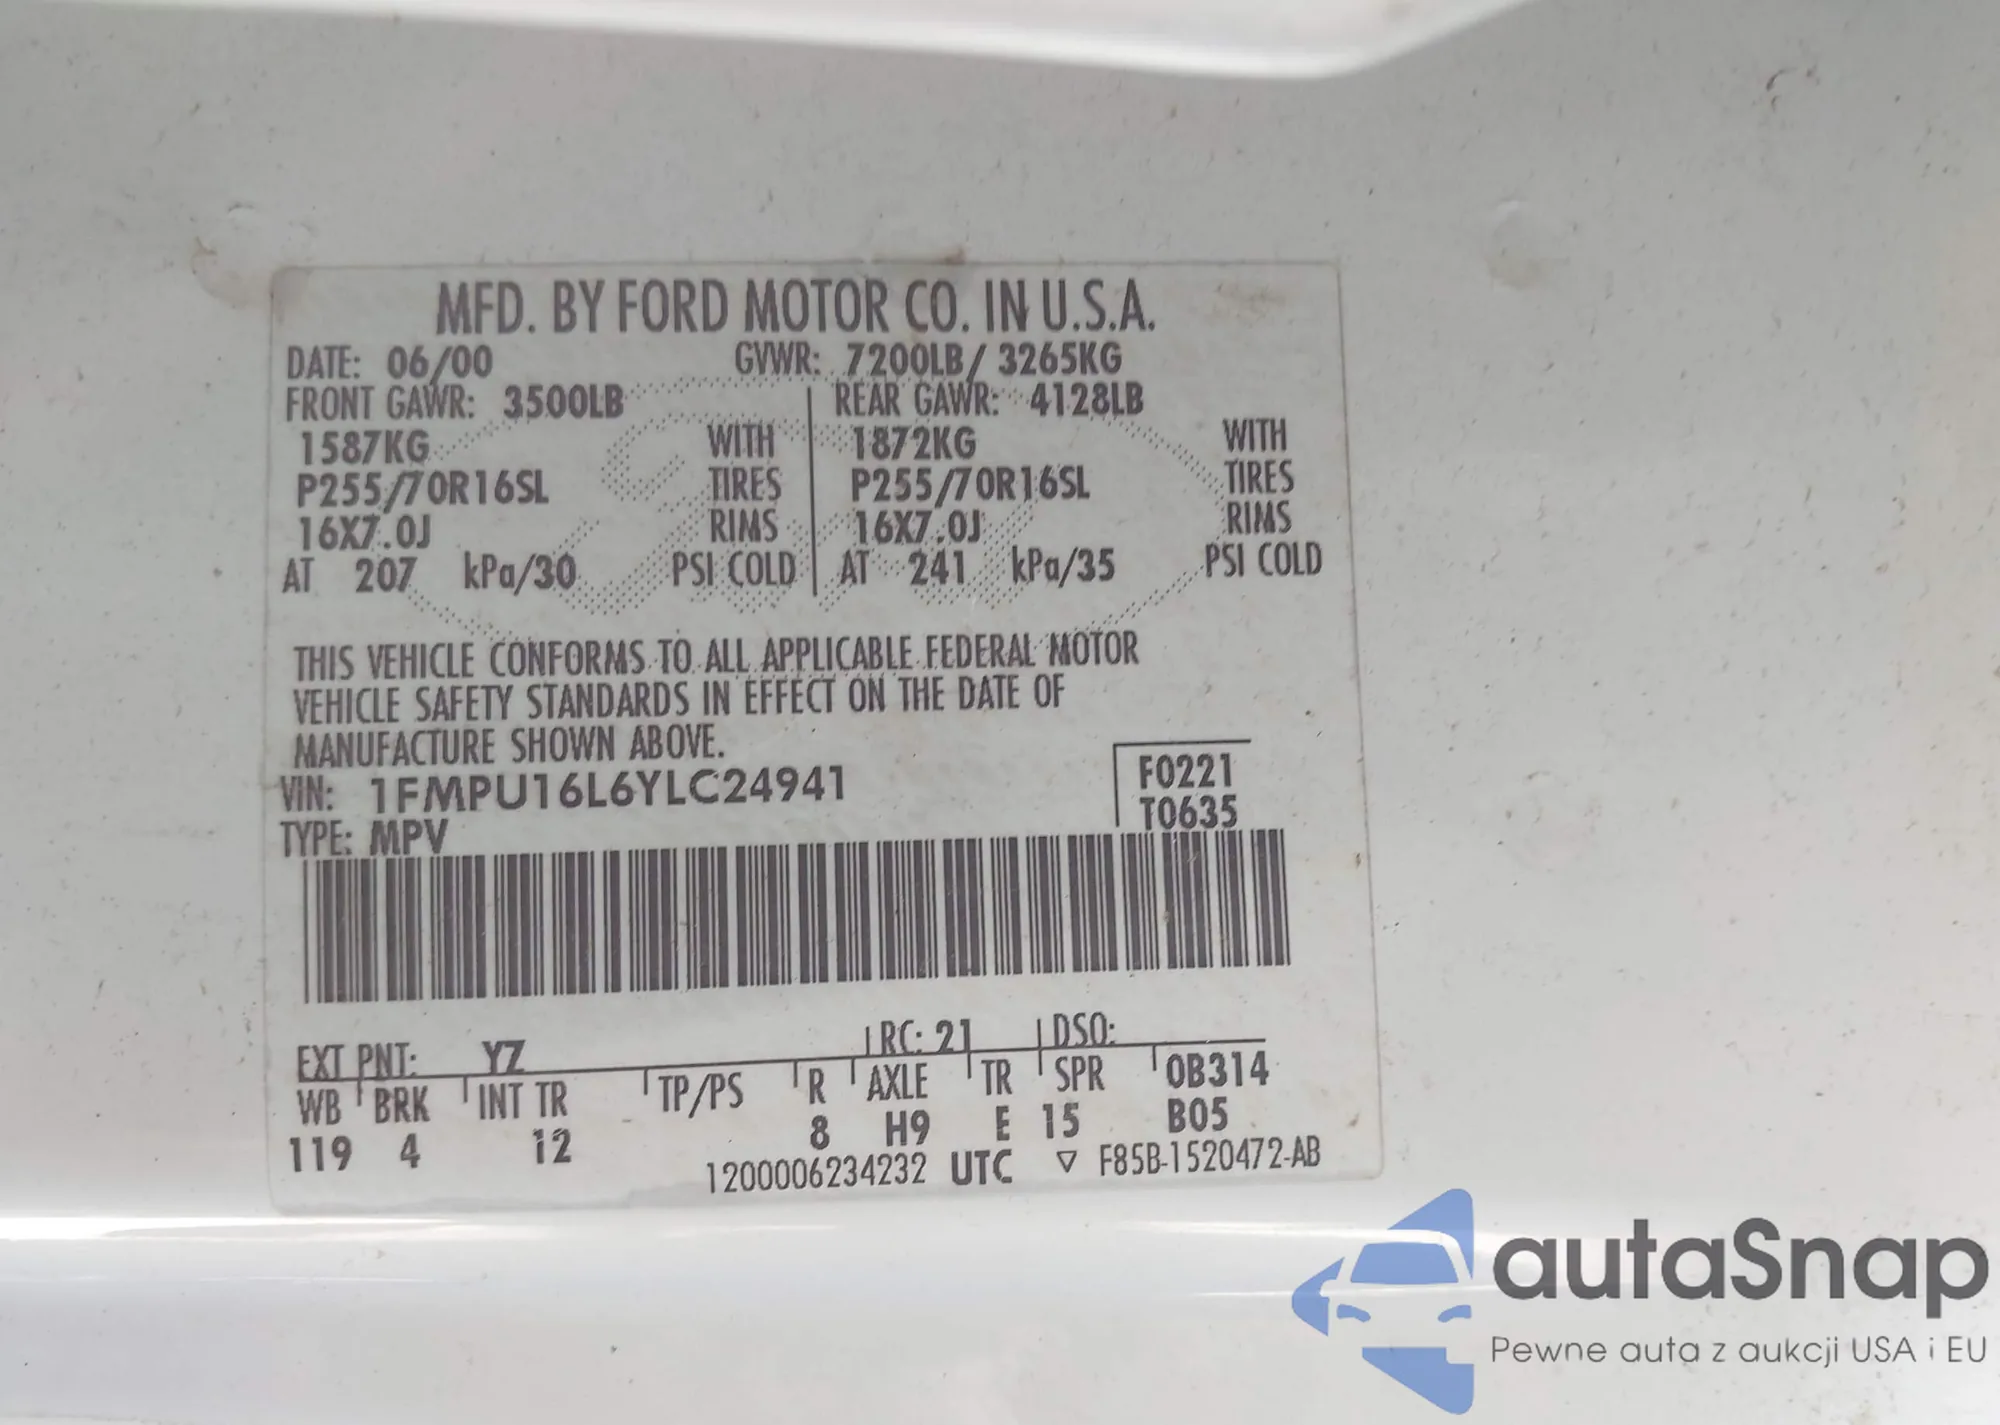 MFD. BY FORD MOTOR CO. IN U.S.A.
DATE: 06/00 GVWR: 7200LB/ 3265KG
FRONT GAWR: 3500LB REAR GAWR: 4128LB
1587KG WITH 1872KG WITH
P255/70R16SL TIRES P255/70R16SL TIRES
16X7.0J RIMS 16X7.0J RIMS
AT 207 kPa/30 PSI COLD AT 241 kPa/35 PSI COLD
THIS VEHICLE CONFORMS TO ALL APPLICABLE FEDERAL MOTOR
VEHICLE SAFETY STANDARDS IN EFFECT ON THE DATE OF
MANUFACTURE SHOWN ABOVE.
VIN: 1FMPU16L6YLC24941 F0221
TYPE: MPV T0635
EXT PNT: YZ RC: 21 DSO:
WB BRK INT TR TP/PS R AXLE TR SPR 0B314
119 4 12 8 H9 E 15 B05
1200006234232 UTC ▽ F85B-1520472-AB
autaSnap
Pewne auta z aukcji USA i EU